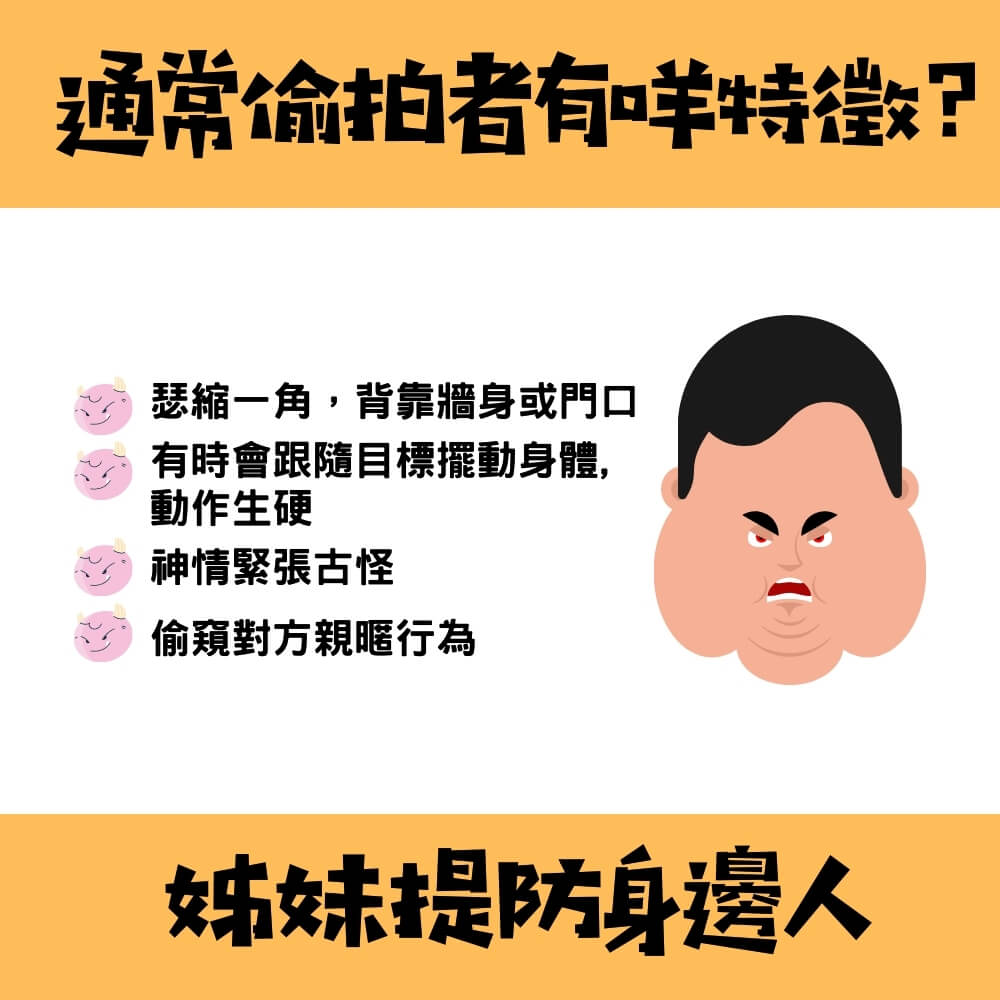 通常偷拍者有咩特徵?
瑟縮一角，背靠牆身或門口
有時會跟隨目標擺動身體,
動作生硬
神情緊張古怪
偷窺對方親暱行為
姊妹提防身邊人